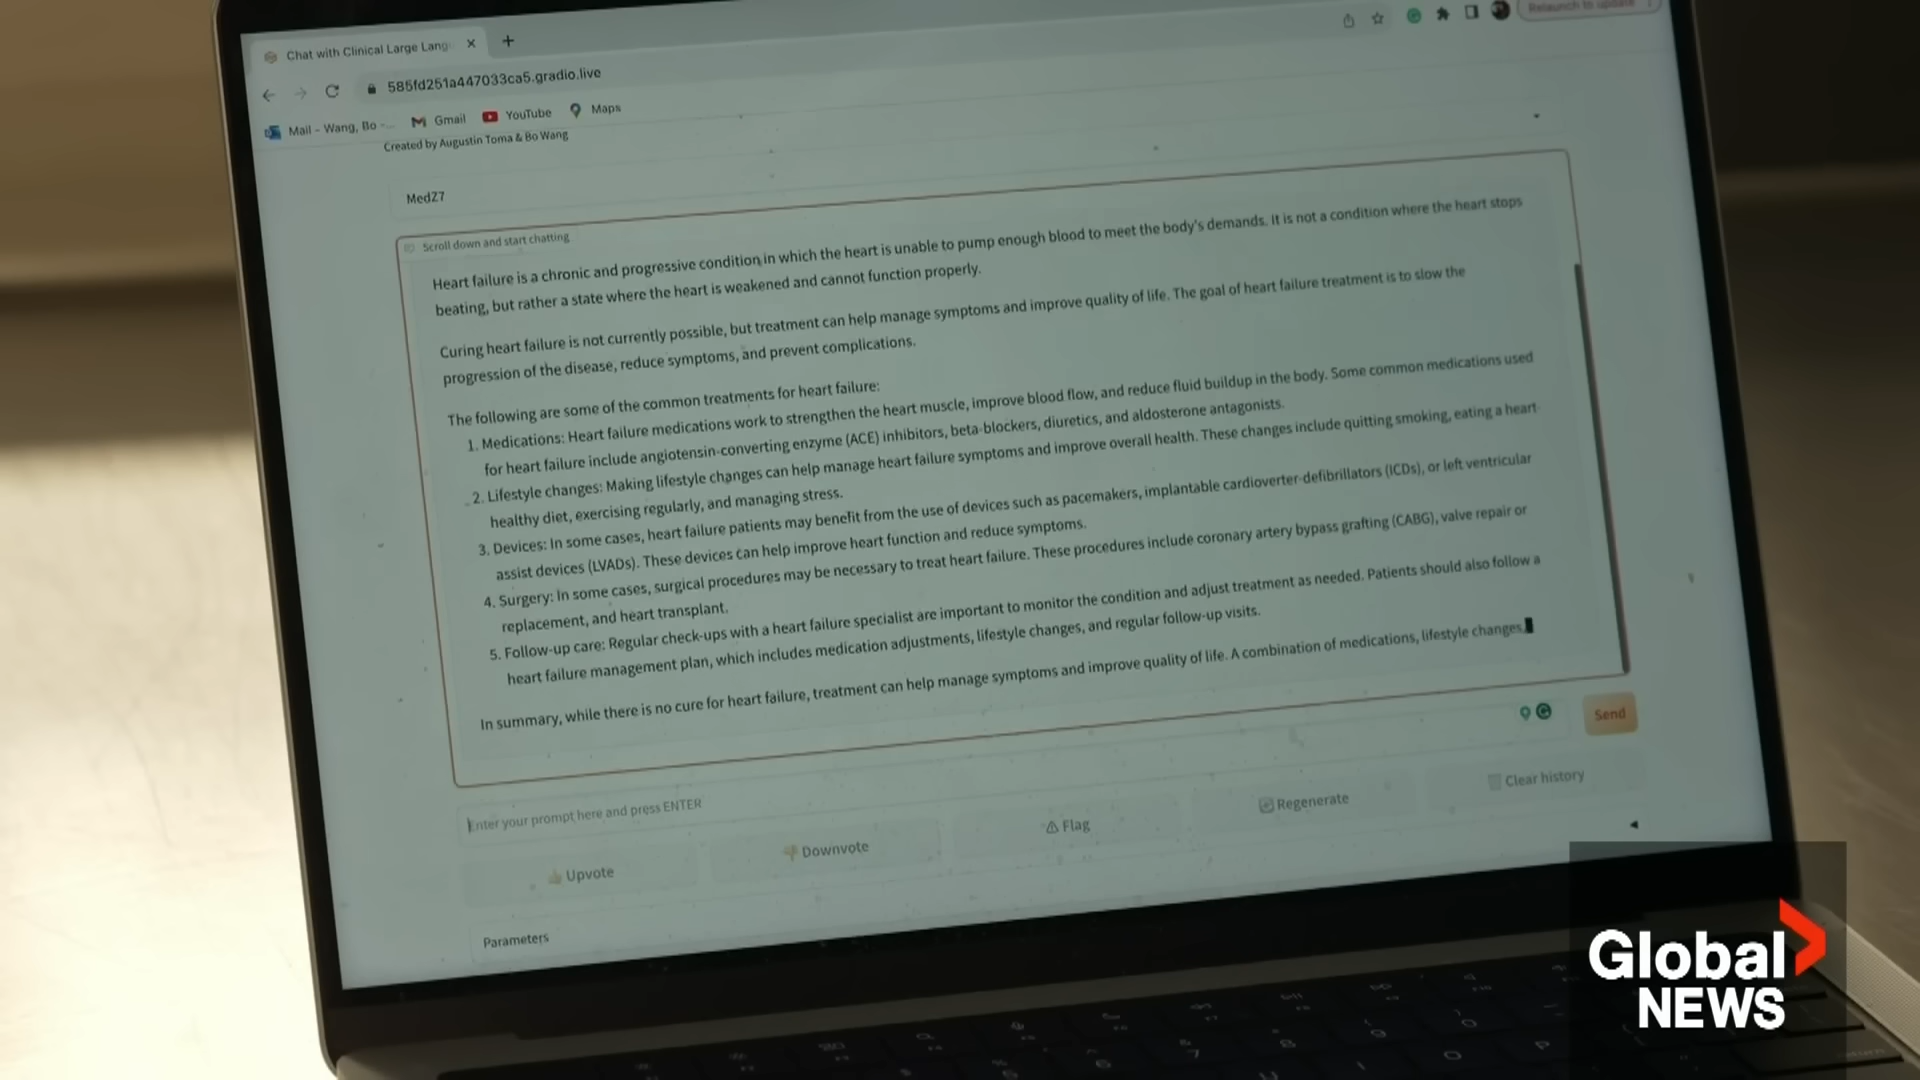 Chat with Clinical Large Lang
Relaunch to update
585fd251a447033ca5.gradio.live
Mail - Wang, Bo - ...
Gmail
YouTube
Maps
Created by Augustin Toma & Bo Wang
MedZ7
Scroll down and start chatting
Heart failure is a chronic and progressive condition in which the heart is unable to pump enough blood to meet the body's demands. It is not a condition where the heart stops
beating, but rather a state where the heart is weakened and cannot function properly.
Curing heart failure is not currently possible, but treatment can help manage symptoms and improve quality of life. The goal of heart failure treatment is to slow the
progression of the disease, reduce symptoms, and prevent complications.
The following are some of the common treatments for heart failure:
1. Medications: Heart failure medications work to strengthen the heart muscle, improve blood flow, and reduce fluid buildup in the body. Some common medications used
for heart failure include angiotensin-converting enzyme (ACE) inhibitors, beta-blockers, diuretics, and aldosterone antagonists.
2. Lifestyle changes: Making lifestyle changes can help manage heart failure symptoms and improve overall health. These changes include quitting smoking, eating a heart-
healthy diet, exercising regularly, and managing stress.
3. Devices: In some cases, heart failure patients may benefit from the use of devices such as pacemakers, implantable cardioverter-defibrillators (ICDs), or left ventricular
assist devices (LVADs). These devices can help improve heart function and reduce symptoms.
4. Surgery: In some cases, surgical procedures may be necessary to treat heart failure. These procedures include coronary artery bypass grafting (CABG), valve repair or
replacement, and heart transplant.
5. Follow-up care: Regular check-ups with a heart failure specialist are important to monitor the condition and adjust treatment as needed. Patients should also follow a
heart failure management plan, which includes medication adjustments, lifestyle changes, and regular follow-up visits.
In summary, while there is no cure for heart failure, treatment can help manage symptoms and improve quality of life. A combination of medications, lifestyle changes,
Send
Enter your prompt here and press ENTER
Upvote
Downvote
Flag
Regenerate
Clear history
Parameters
Global
NEWS